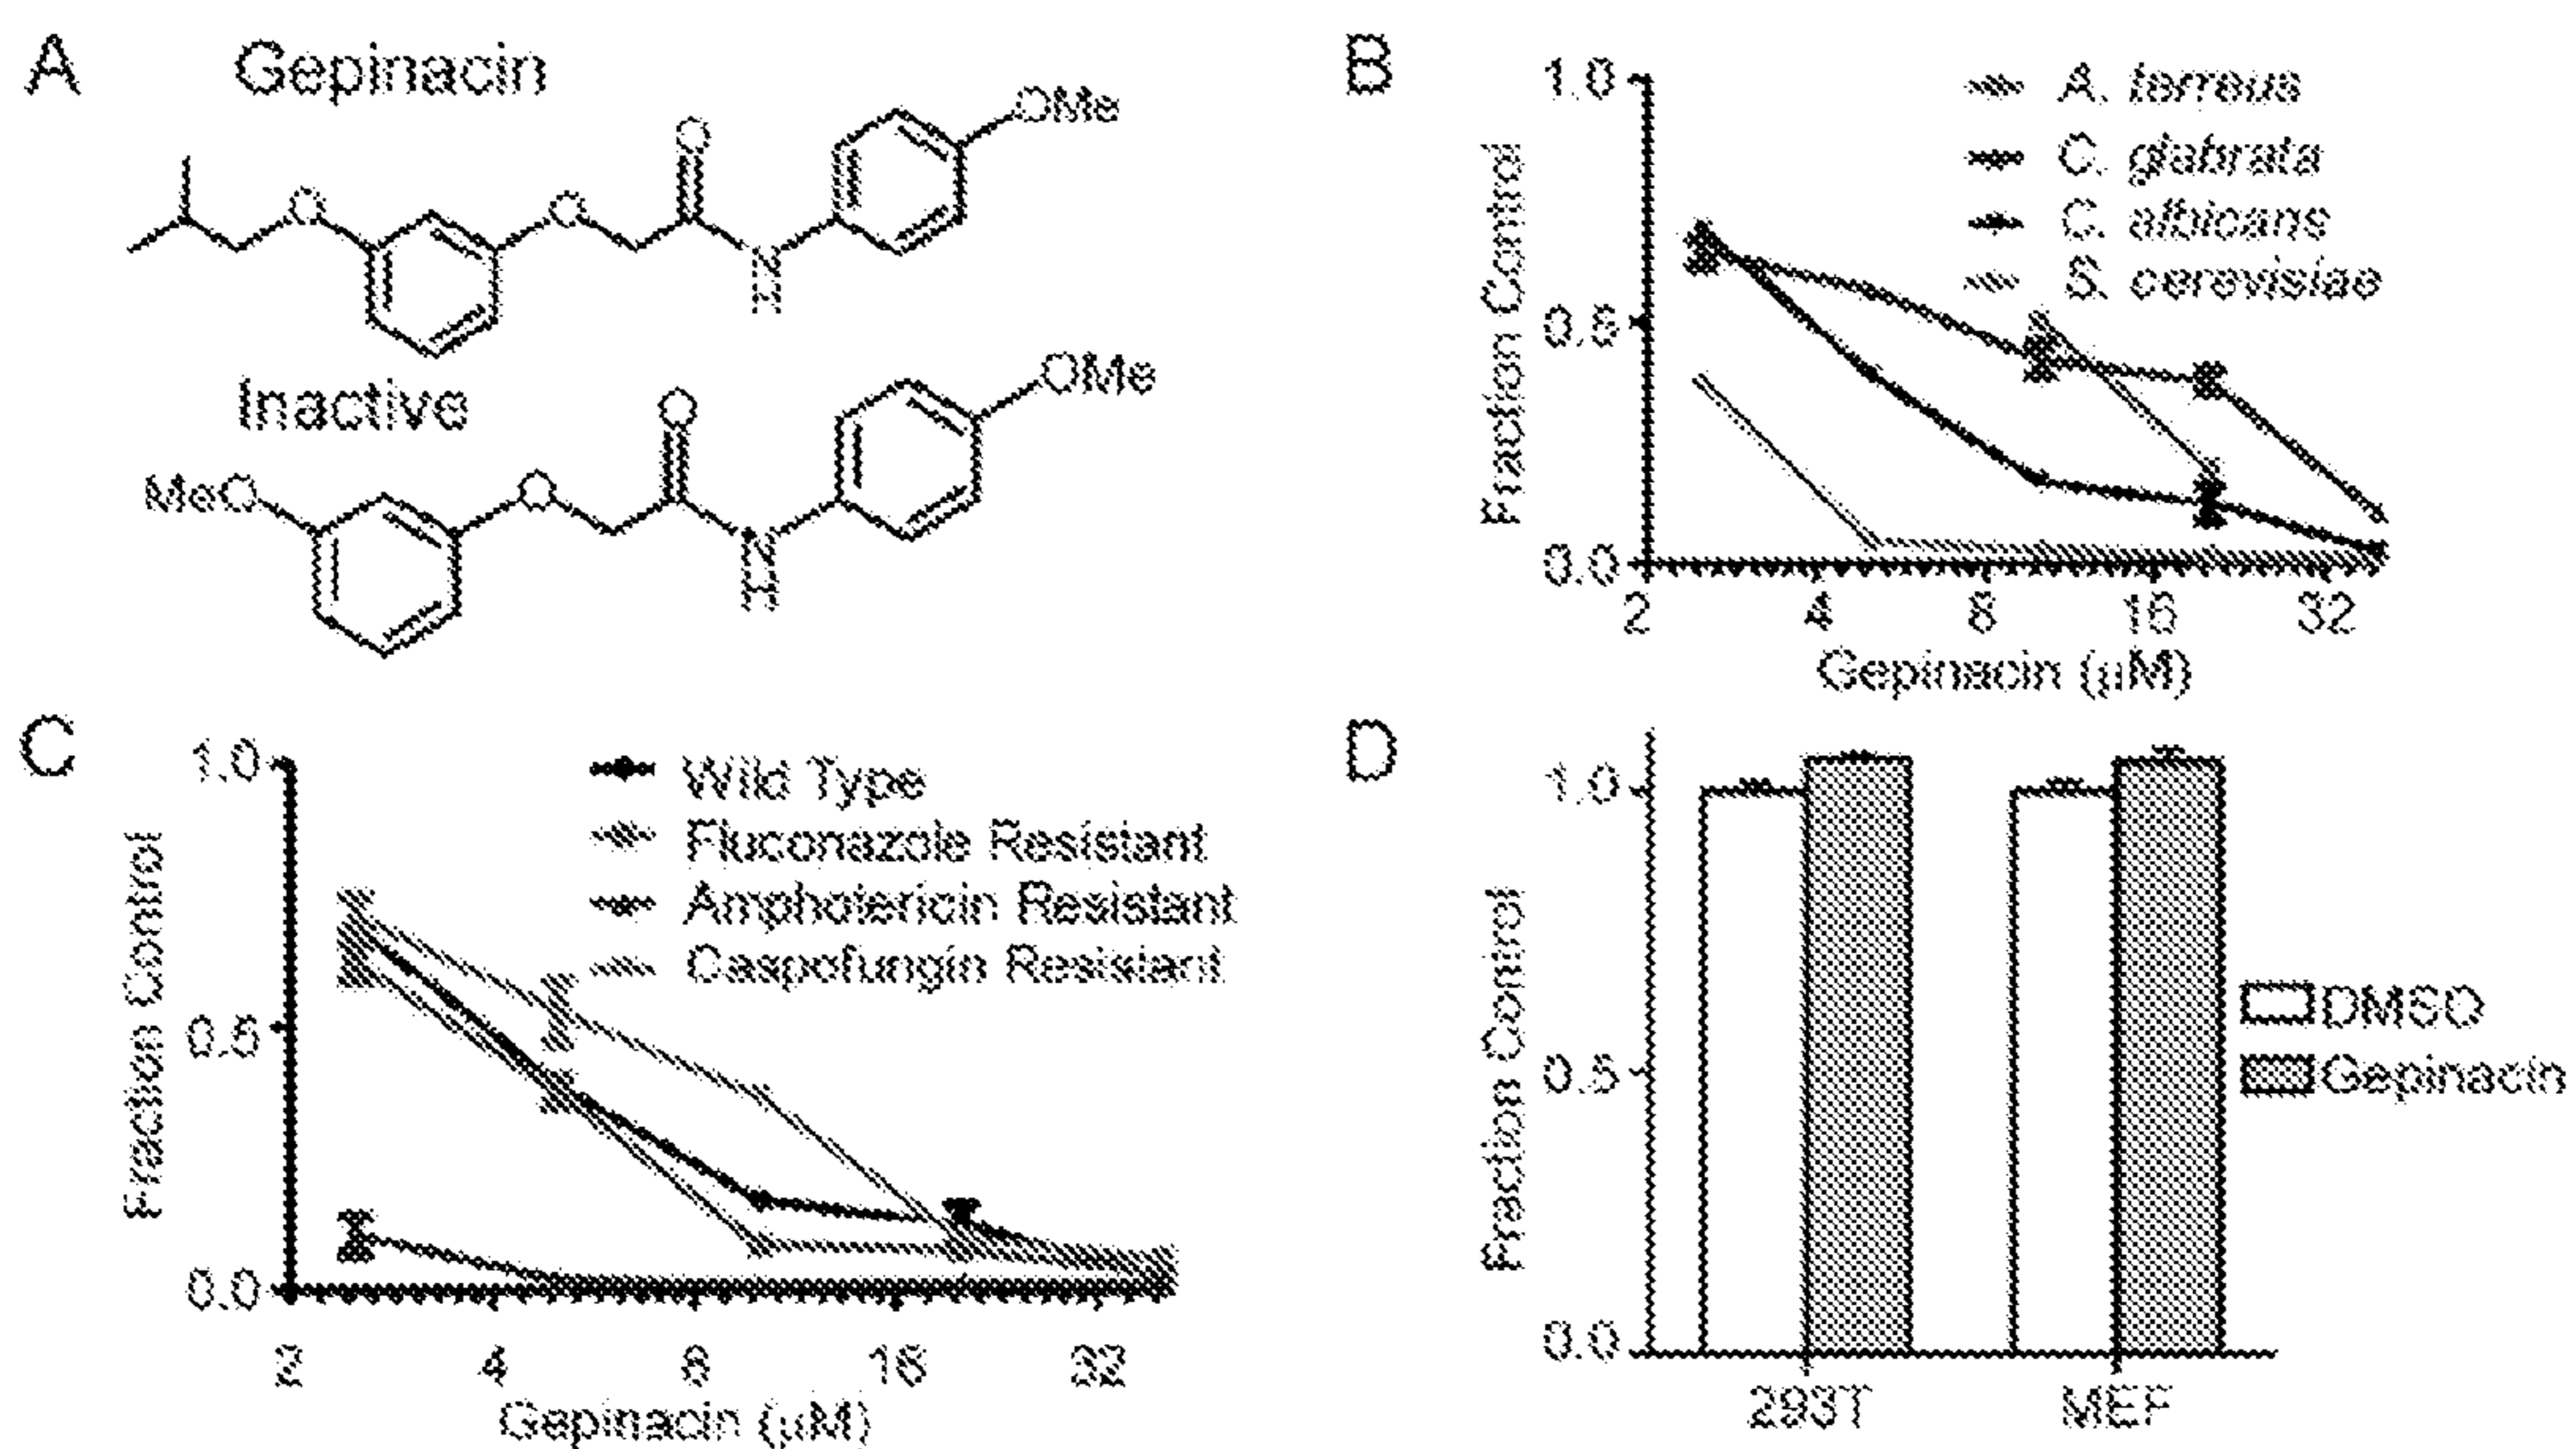 A
Gepinacin
O
OMe
O
O
N
H
Inactive
O
OMe
MeO
O
N
H
B
1.0
0.5
0.0
Fraction Control
A. terreus
C. glabrata
C. albicans
S. cerevisiae
2 4 8 16 32
Gepinacin (µM)
C
1.0
0.5
0.0
Fraction Control
Wild Type
Fluconazole Resistant
Amphotericin Resistant
Caspofungin Resistant
2 4 8 16 32
Gepinacin (µM)
D
1.0
0.5
0.0
Fraction Control
DMSO
Gepinacin
293T MEF